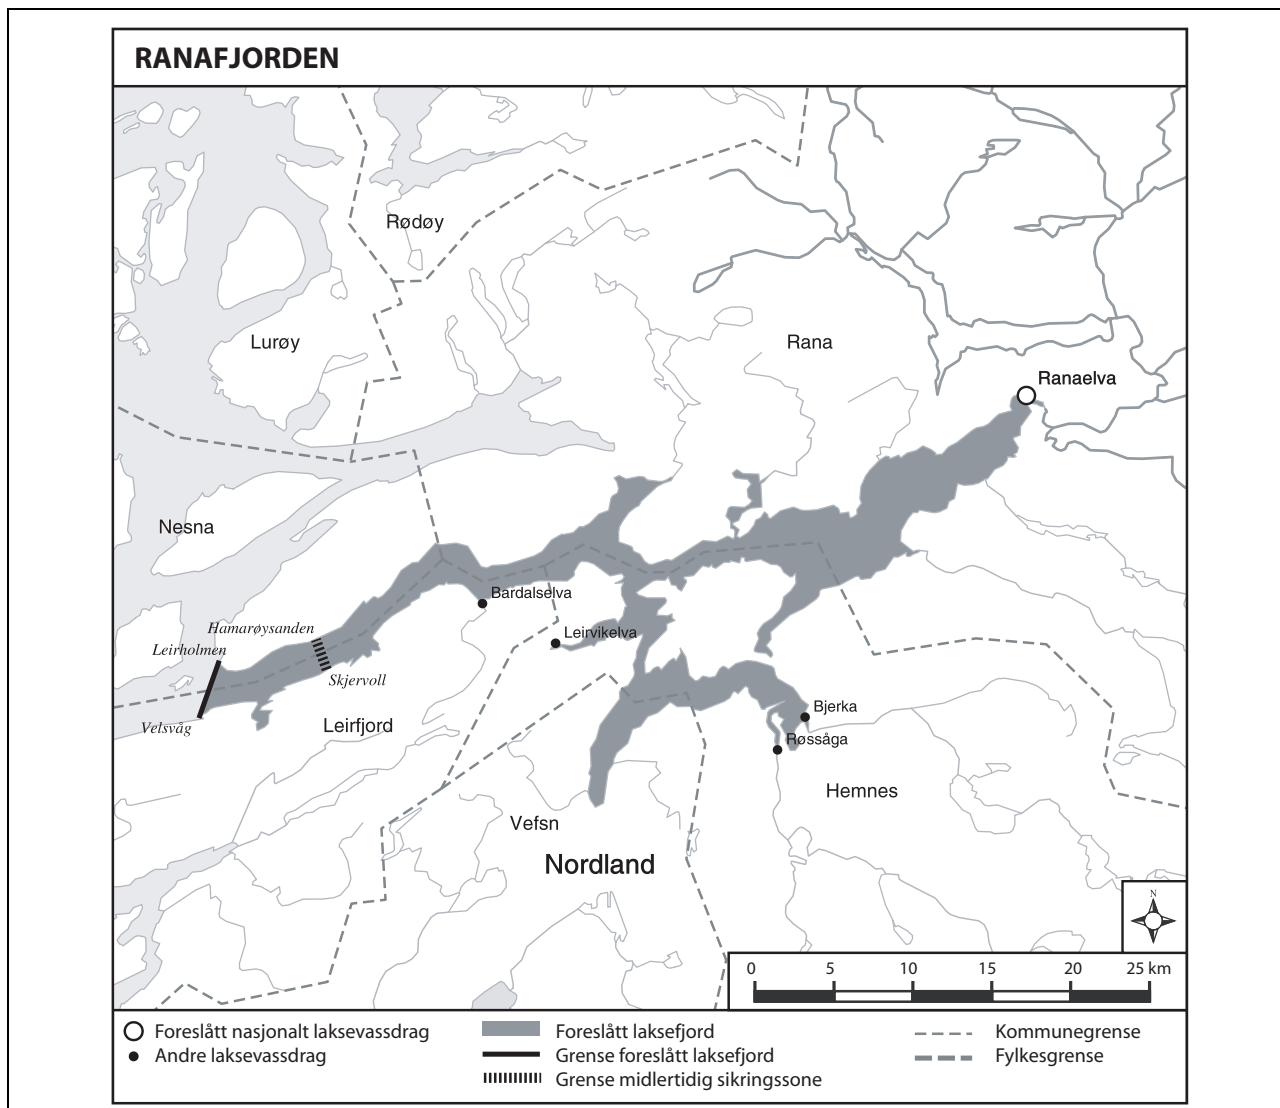 RANAFJORDEN
Rødøy
Lurøy
Rana
Ranaelva
Nesna
Bardalselva
Hamarøysanden
Leirvikelva
Leirholmen
Skjervoll
Velsvåg
Leirfjord
Bjerka
Røssåga
Hemnes
Vefsn
Nordland
N
0 5 10 15 20 25 km
Foreslått nasjonalt laksevassdrag
Andre laksevassdrag
Foreslått laksefjord
Grense foreslått laksefjord
Grense midlertidig sikringssone
Kommunegrense
Fylkesgrense